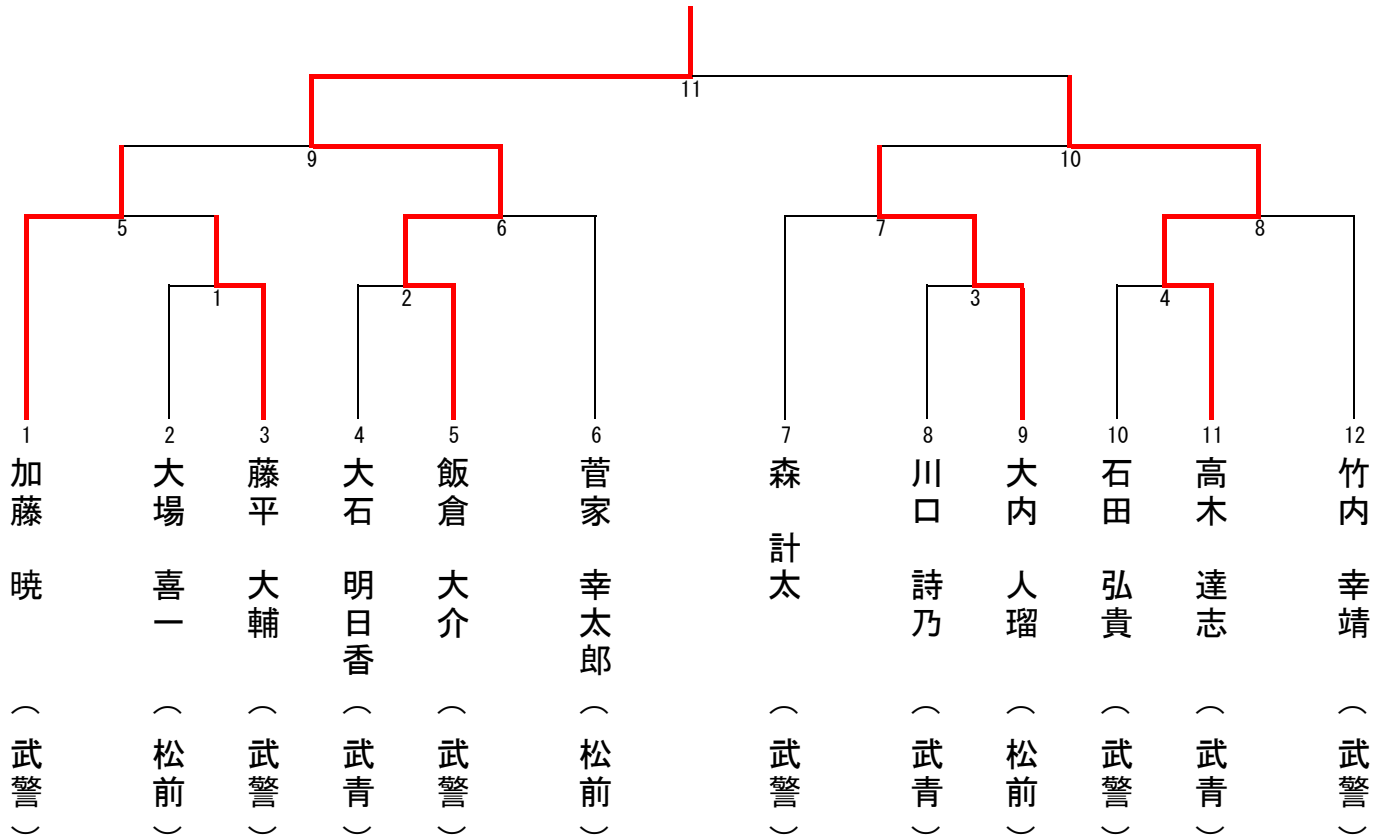 11
9
10
5
6
7
8
1
2
3
4
1
2
3
4
5
6
7
8
9
10
11
12
加藤 暁 （武警）
大場 喜一 （松前）
藤平 大輔 （武警）
大石 明日香 （武青）
飯倉 大介 （武警）
菅家 幸太郎 （松前）
森 計太 （武警）
川口 詩乃 （武青）
大内 人瑠 （松前）
石田 弘貴 （武警）
高木 達志 （武青）
竹内 幸靖 （武警）